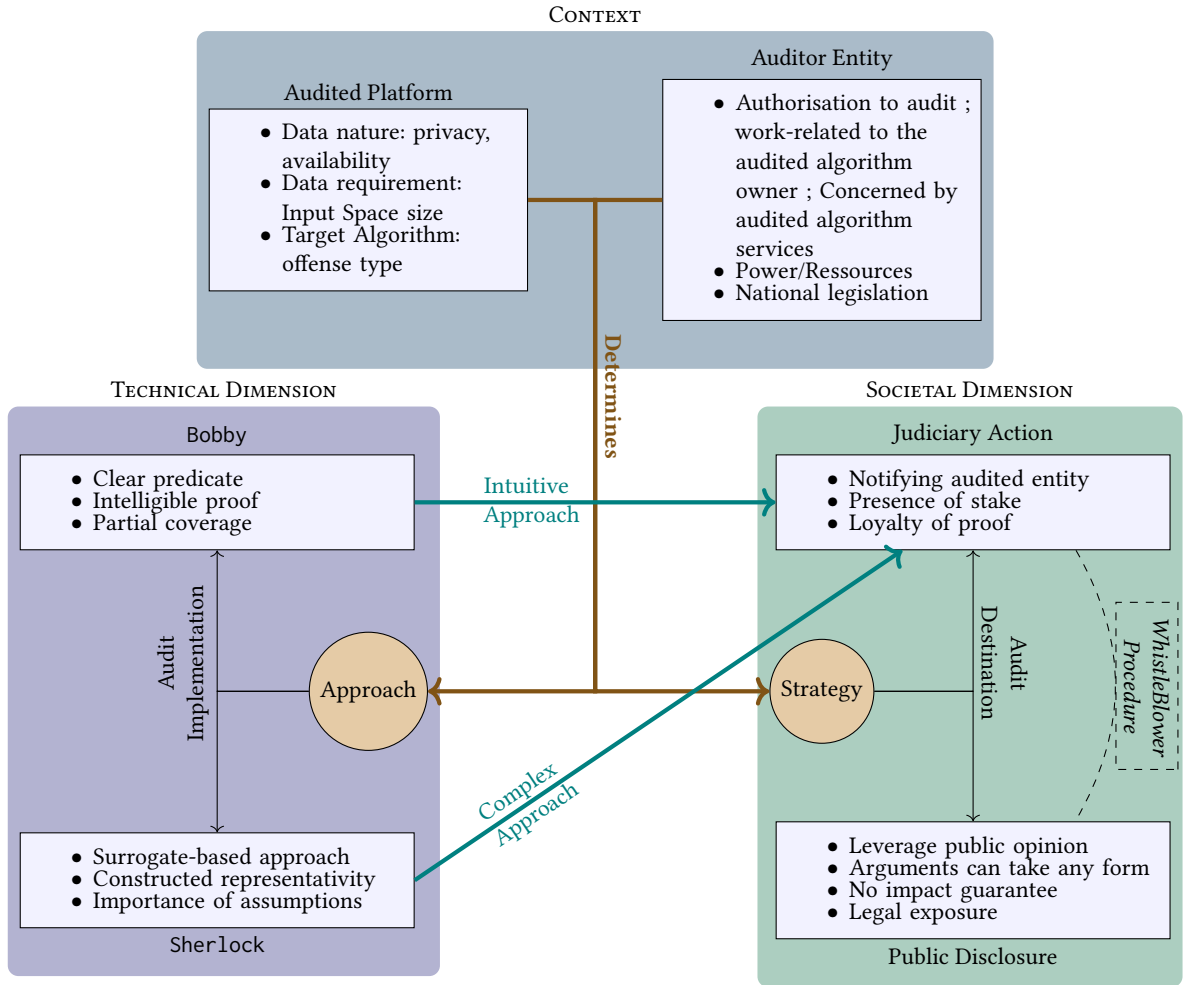 CONTEXT
Audited Platform
• Data nature: privacy,
availability
• Data requirement:
Input Space size
• Target Algorithm:
offense type
Auditor Entity
• Authorisation to audit ;
work-related to the
audited algorithm
owner ; Concerned by
audited algorithm
services
• Power/Ressources
• National legislation
Determines
TECHNICAL DIMENSION
Bobby
• Clear predicate
• Intelligible proof
• Partial coverage
Audit
Implementation
Approach
• Surrogate-based approach
• Constructed representativity
• Importance of assumptions
Sherlock
Intuitive
Approach
Complex
Approach
SOCIETAL DIMENSION
Judiciary Action
• Notifying audited entity
• Presence of stake
• Loyalty of proof
Strategy
Audit
Destination
WhistleBlower
Procedure
• Leverage public opinion
• Arguments can take any form
• No impact guarantee
• Legal exposure
Public Disclosure